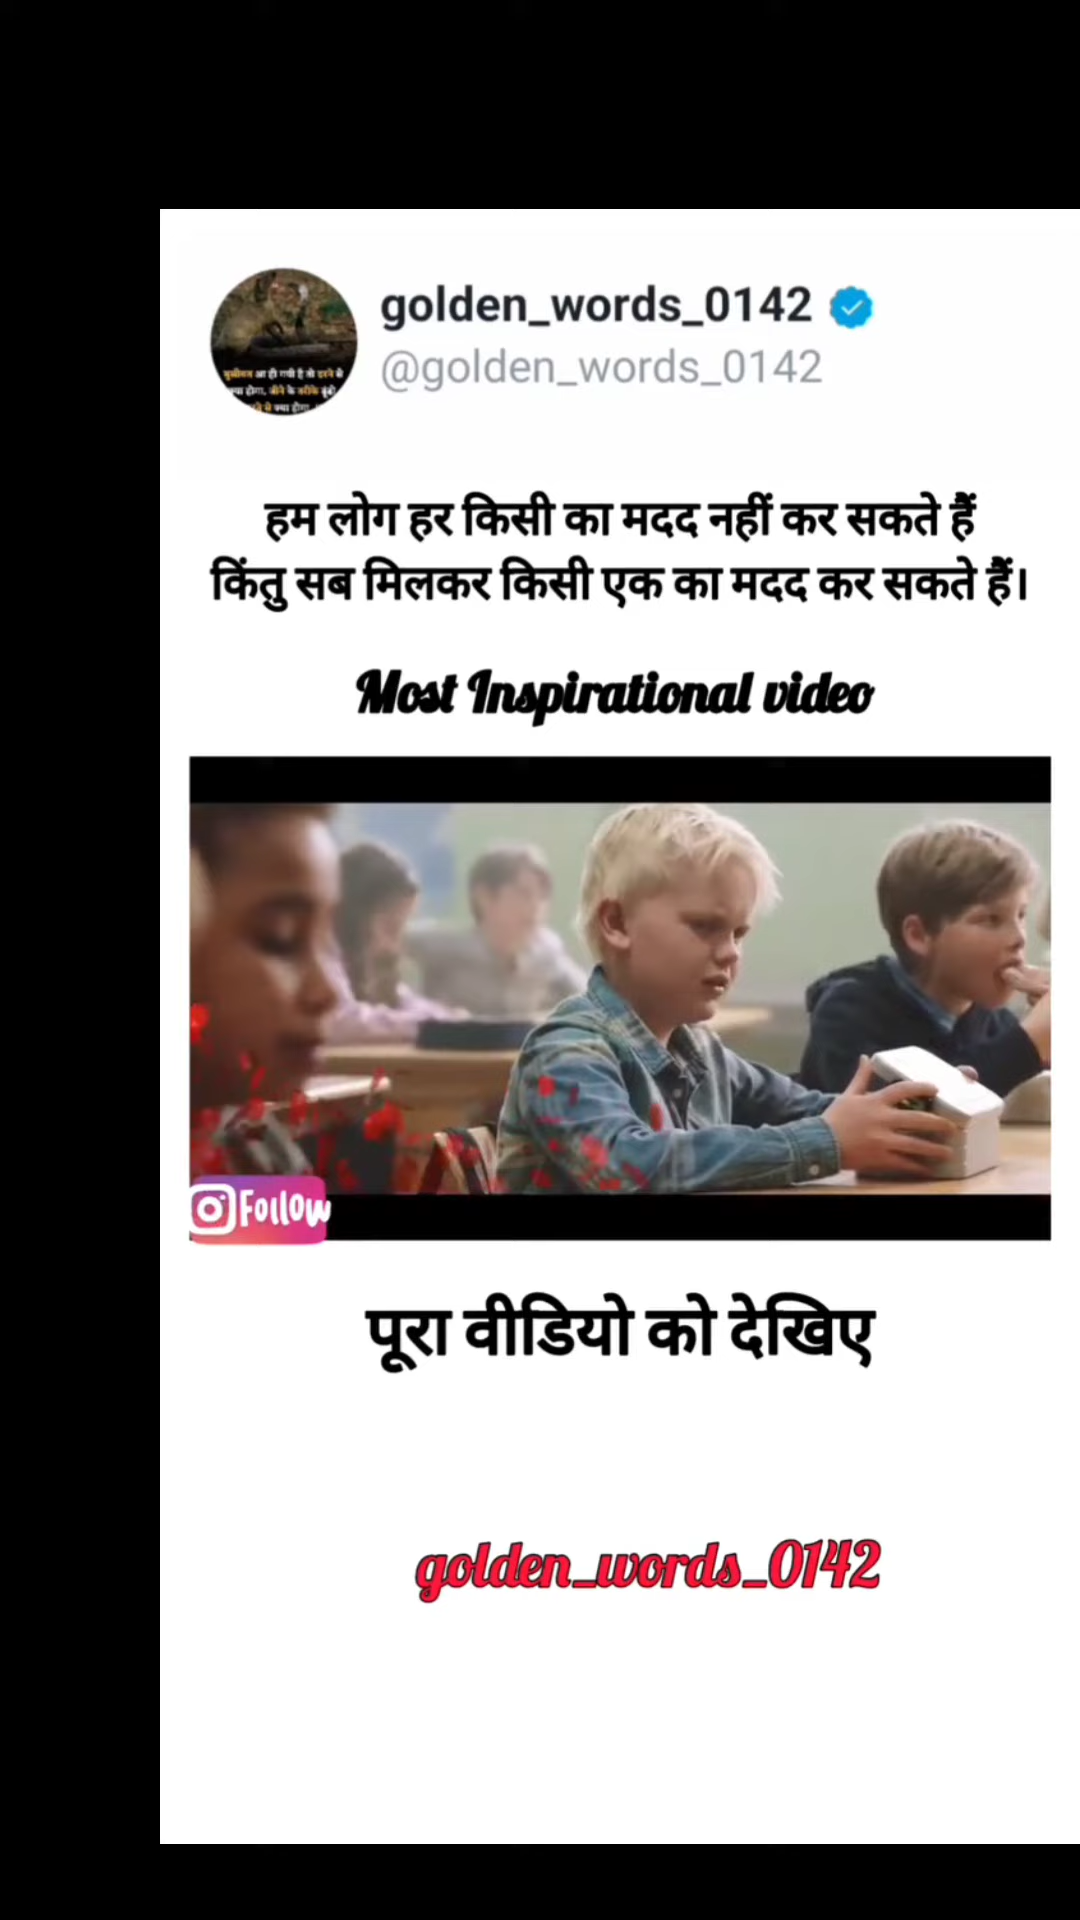 golden_words_0142
@golden_words_0142
हम लोग हर किसी का मदद नहीं कर सकते हैं
किंतु सब मिलकर किसी एक का मदद कर सकते हैं।
Most Inspirational video
Follow
पूरा वीडियो को देखिए
golden_words_0142